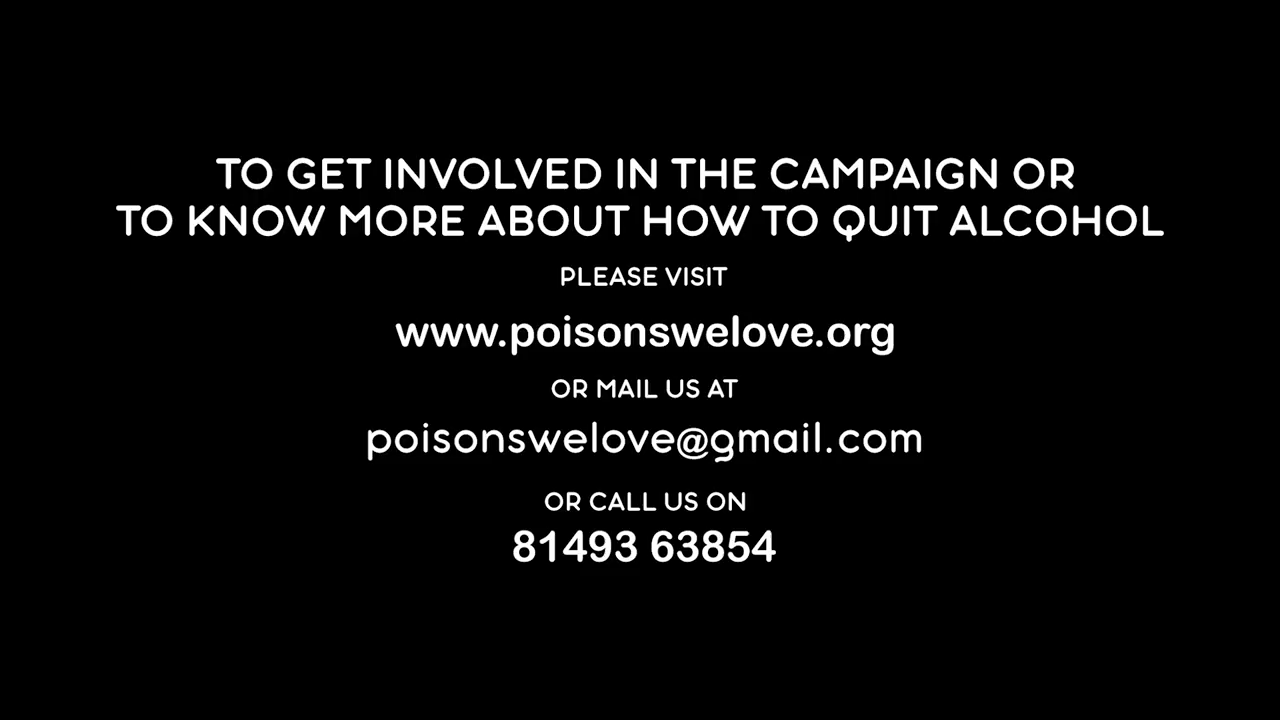 TO GET INVOLVED IN THE CAMPAIGN OR
TO KNOW MORE ABOUT HOW TO QUIT ALCOHOL
PLEASE VISIT
www.poisonswelove.org
OR MAIL US AT
poisonswelove@gmail.com
OR CALL US ON
81493 63854